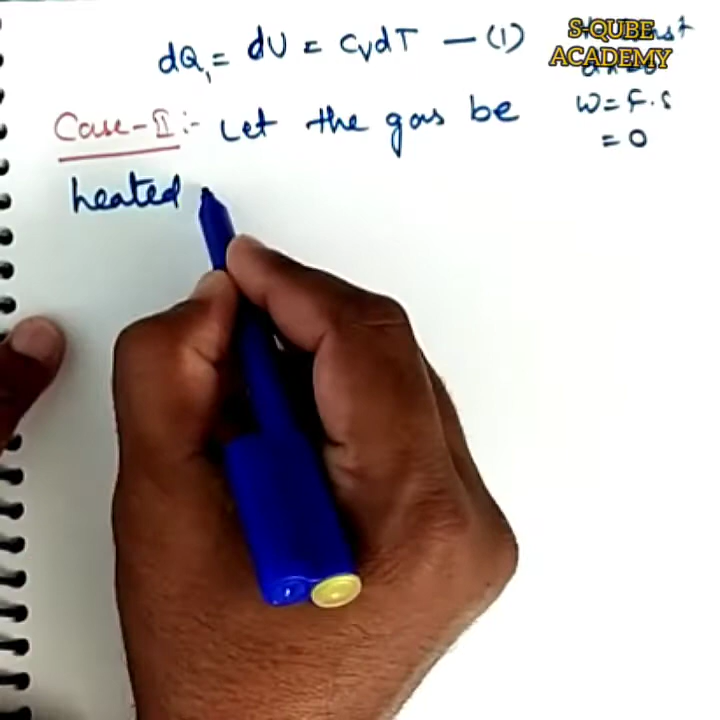 dQ₁ = dU = CvdT — (1)
S-QUBE
ACADEMY
W = F.S
= 0
Case-II :- Let the gas be
heated